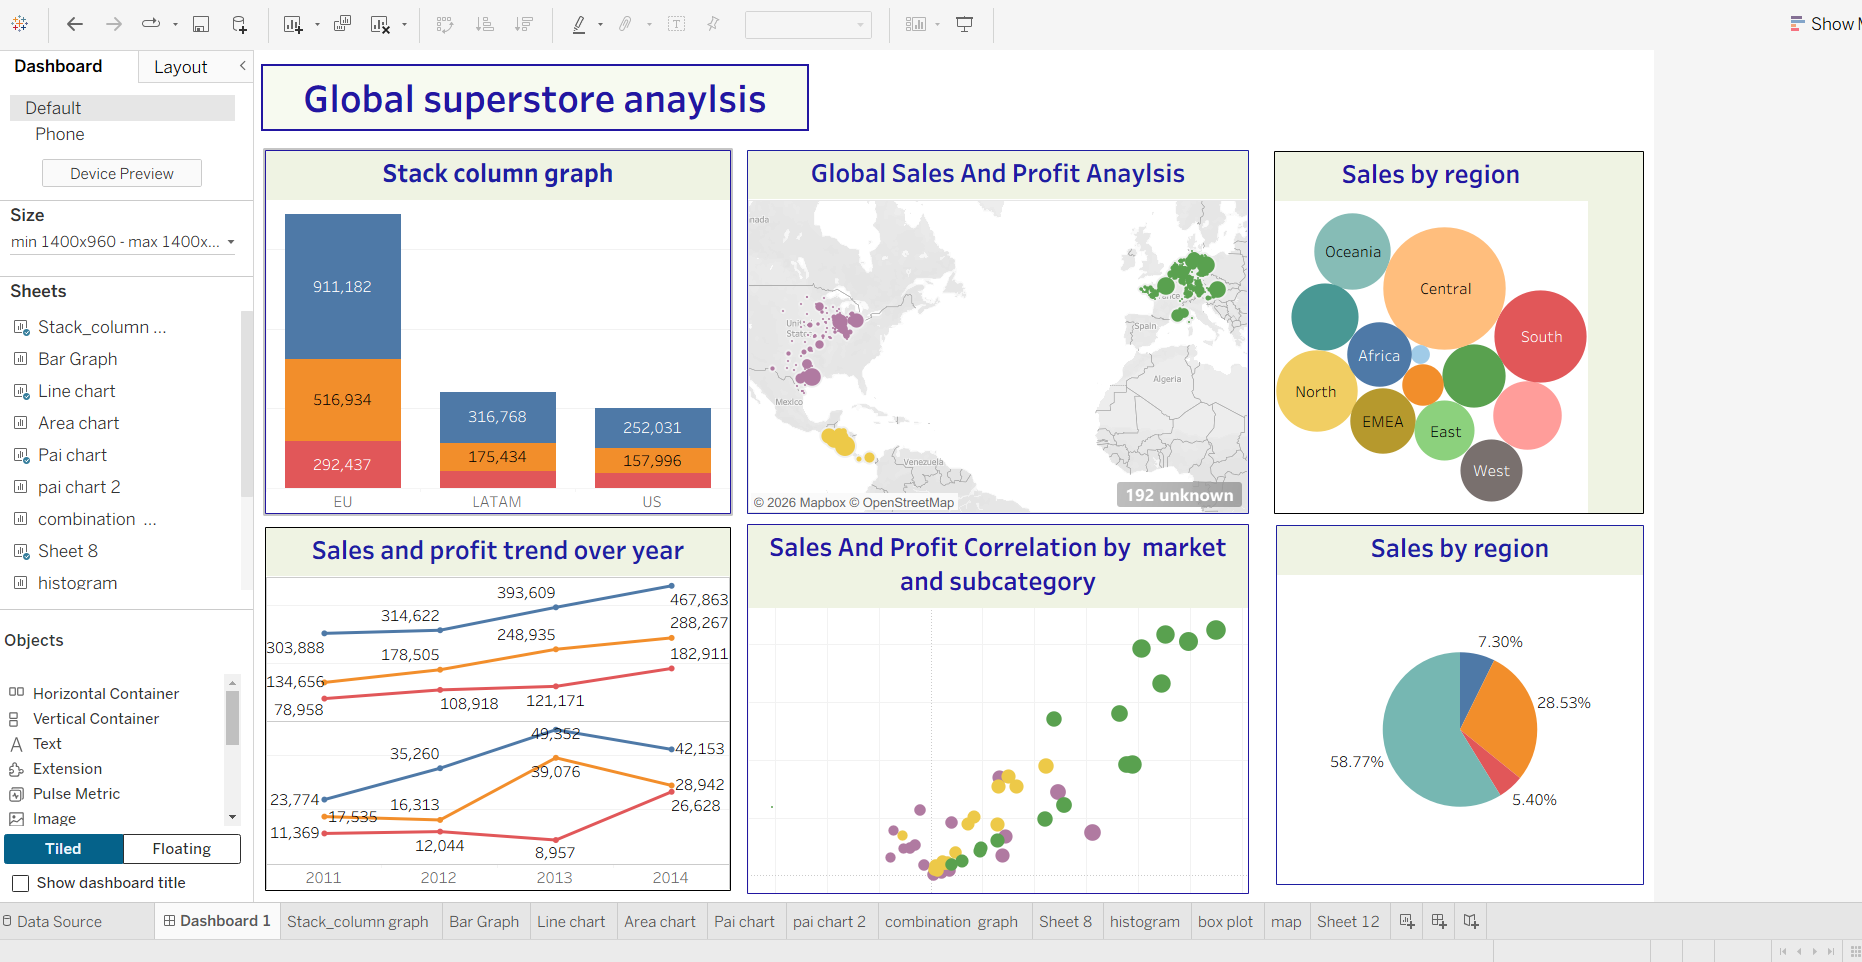 Show
Dashboard
Layout
Default
Phone
Device Preview
Size
min 1400x960 - max 1400x...
Sheets
Stack_column ...
Bar Graph
Line chart
Area chart
Pai chart
pai chart 2
combination ...
Sheet 8
histogram
Objects
Horizontal Container
Vertical Container
Text
Extension
Pulse Metric
Image
Tiled
Floating
Show dashboard title
Global superstore anaylsis
Stack column graph
911,182
516,934
292,437
316,768
175,434
252,031
157,996
EU
LATAM
US
Global Sales And Profit Anaylsis
nada
Mexico
Venezuela
Spain
Algeria
© 2026 Mapbox © OpenStreetMap
192 unknown
Sales by region
Oceania
Central
South
Africa
North
EMEA
East
West
Sales and profit trend over year
303,888
314,622
393,609
467,863
134,656
178,505
248,935
288,267
78,958
108,918
121,171
182,911
23,774
35,260
49,352
42,153
17,535
16,313
39,076
28,942
11,369
12,044
8,957
26,628
2011
2012
2013
2014
Sales And Profit Correlation by market
and subcategory
Sales by region
7.30%
28.53%
5.40%
58.77%
Data Source
Dashboard 1
Stack_column graph
Bar Graph
Line chart
Area chart
Pai chart
pai chart 2
combination graph
Sheet 8
histogram
box plot
map
Sheet 12